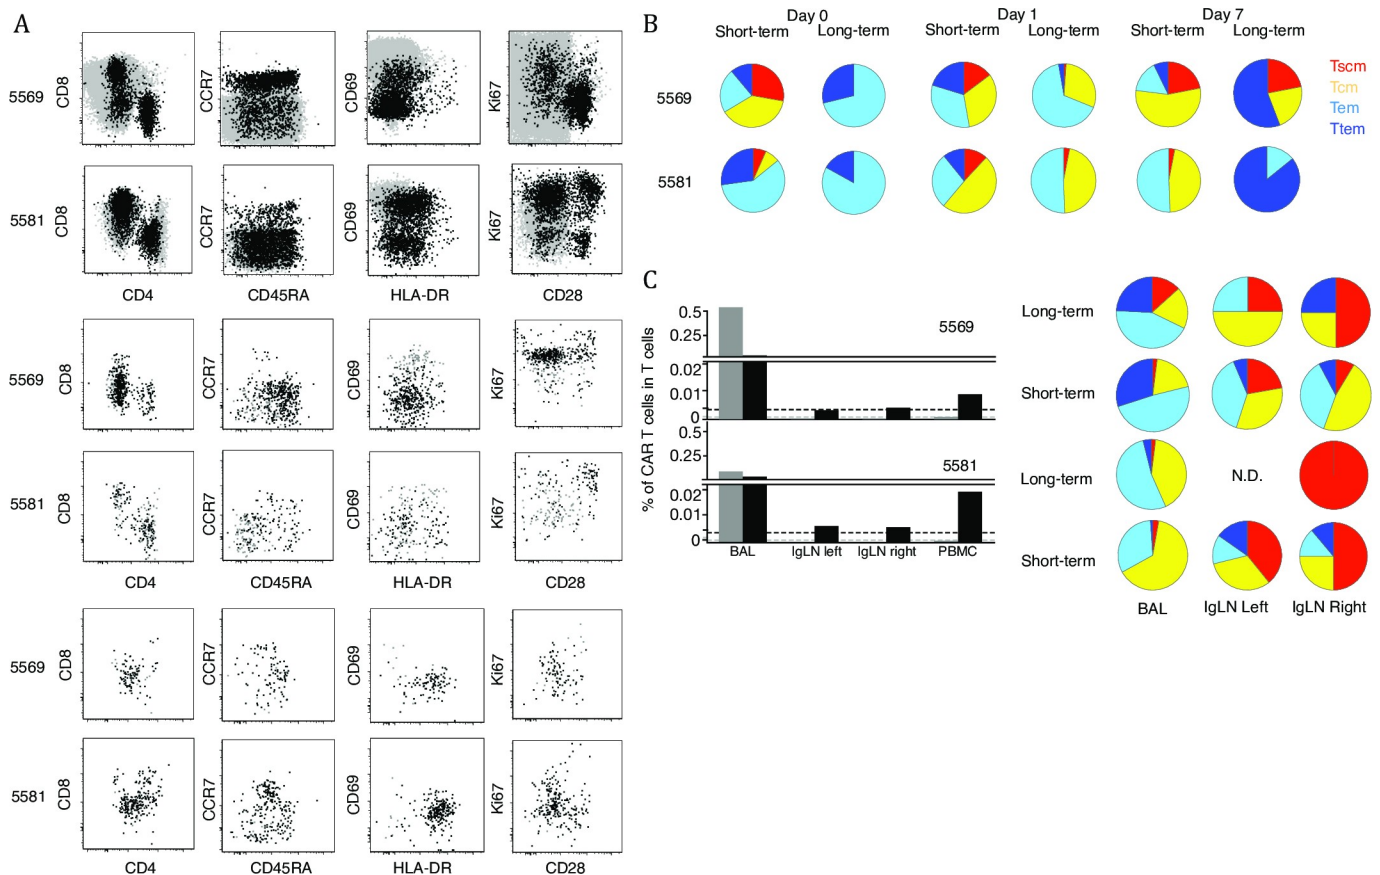 A
5569
CD8
CCR7
CD69
Ki67
5581
CD8
CCR7
CD69
Ki67
CD4
CD45RA
HLA-DR
CD28
5569
CD8
CCR7
CD69
Ki67
5581
CD8
CCR7
CD69
Ki67
CD4
CD45RA
HLA-DR
CD28
5569
CD8
CCR7
CD69
Ki67
5581
CD8
CCR7
CD69
Ki67
CD4
CD45RA
HLA-DR
CD28
B
Day 0
Day 1
Day 7
Short-term
Long-term
Short-term
Long-term
Short-term
Long-term
5569
5581
Tscm
Tcm
Tem
Ttem
C
% of CAR T cells in T cells
5569
0.5
0.25
0.02
0.01
0
5581
0.5
0.25
0.02
0.01
0
BAL
IgLN left
IgLN right
PBMC
Long-term
Short-term
Long-term
N.D.
Short-term
BAL
IgLN Left
IgLN Right